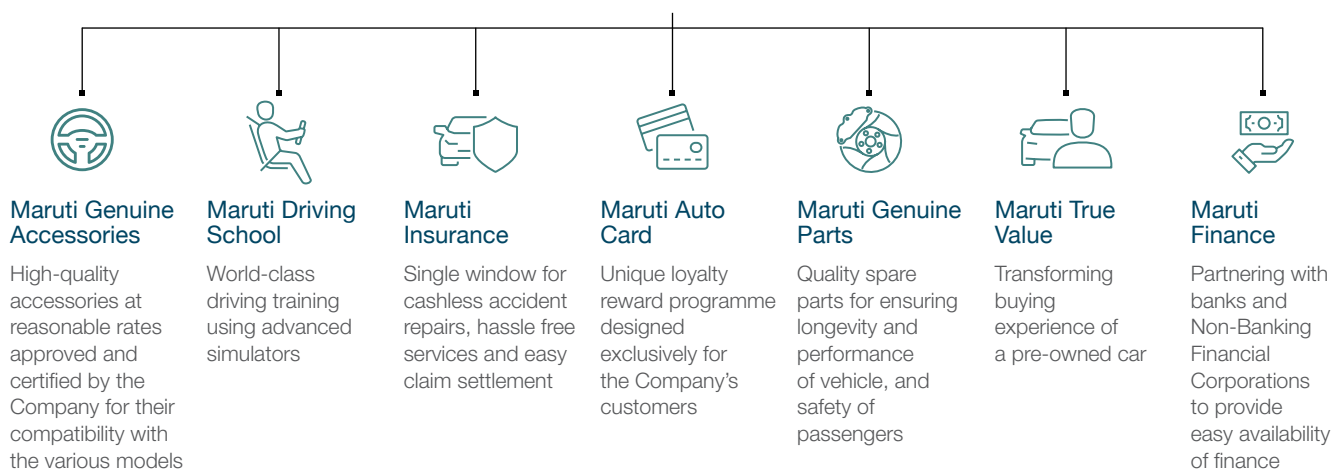 Maruti Genuine
Accessories
High-quality
accessories at
reasonable rates
approved and
certified by the
Company for their
compatibility with
the various models
Maruti Driving
School
World-class
driving training
using advanced
simulators
Maruti
Insurance
Single window for
cashless accident
repairs, hassle free
services and easy
claim settlement
Maruti Auto
Card
Unique loyalty
reward programme
designed
exclusively for
the Company’s
customers
Maruti Genuine
Parts
Quality spare
parts for ensuring
longevity and
performance
of vehicle, and
safety of
passengers
Maruti True
Value
Transforming
buying
experience of
a pre-owned car
Maruti
Finance
Partnering with
banks and
Non-Banking
Financial
Corporations
to provide
easy availability
of finance